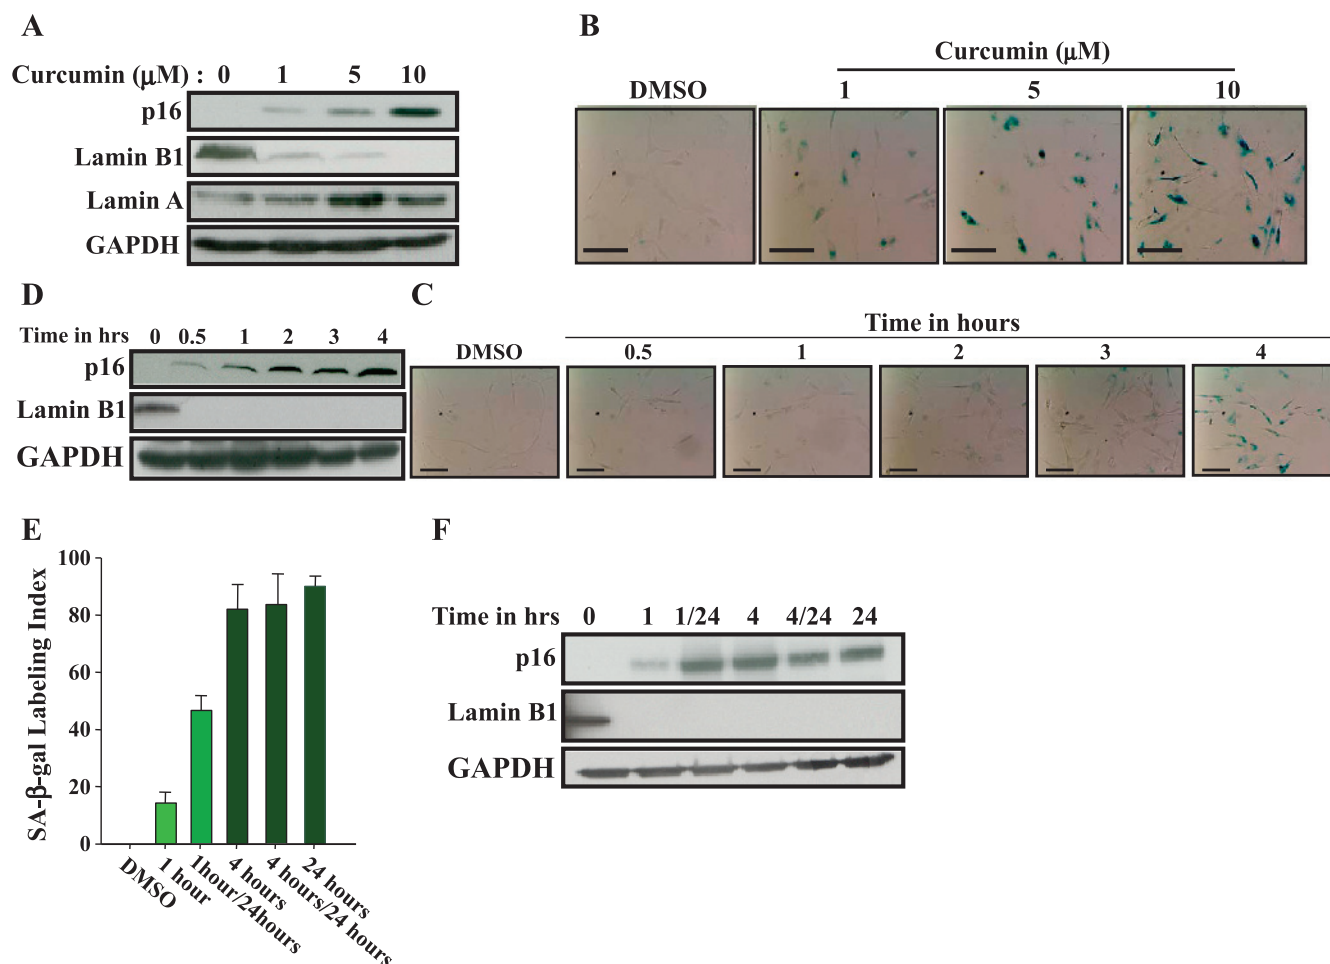 A
Curcumin (μM) : 0 1 5 10
p16
Lamin B1
Lamin A
GAPDH
B
Curcumin (μM)
DMSO 1 5 10
D
Time in hrs 0 0.5 1 2 3 4
p16
Lamin B1
GAPDH
C
Time in hours
DMSO 0.5 1 2 3 4
E
SA-β-gal Labeling Index
100
80
60
40
20
0
DMSO
1 hour
1hour/24hours
4 hours
4 hours/24 hours
24 hours
F
Time in hrs 0 1 1/24 4 4/24 24
p16
Lamin B1
GAPDH